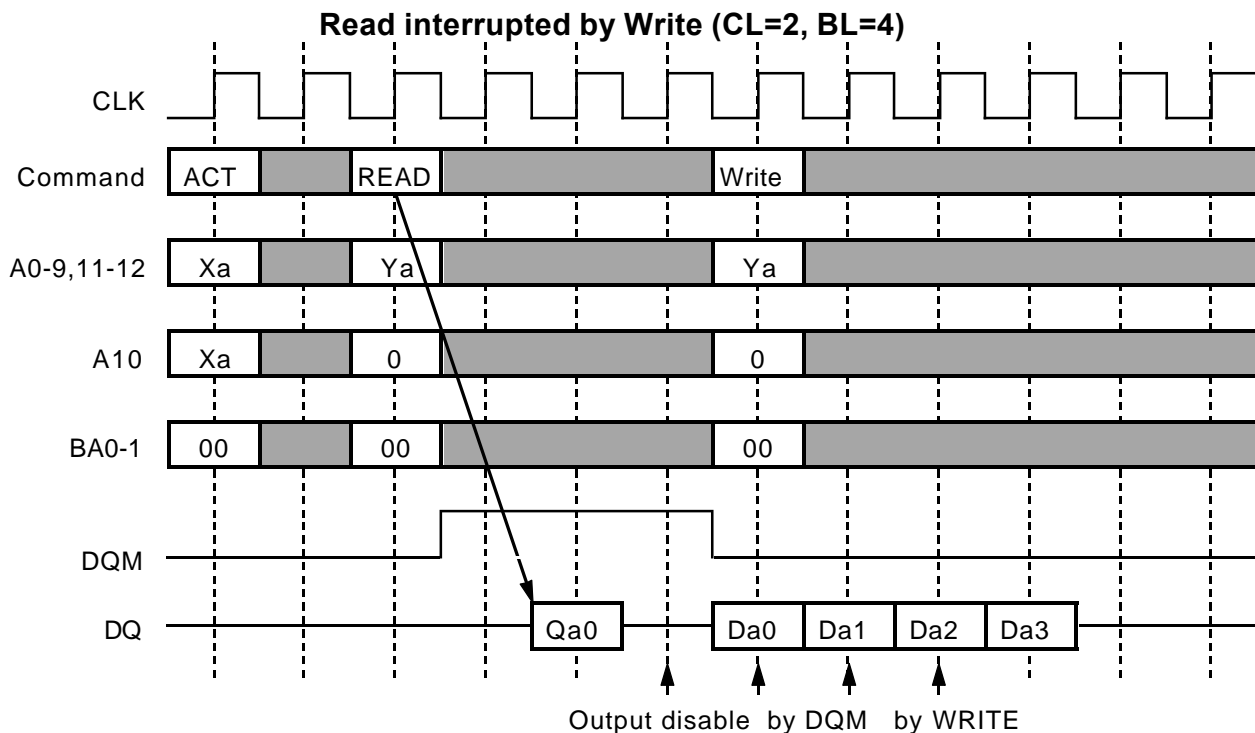 Read interrupted by Write (CL=2, BL=4)
CLK
Command ACT READ Write
A0-9,11-12 Xa Ya Ya
A10 Xa 0 0
BA0-1 00 00 00
DQM
DQ Qa0 Da0 Da1 Da2 Da3
Output disable by DQM by WRITE